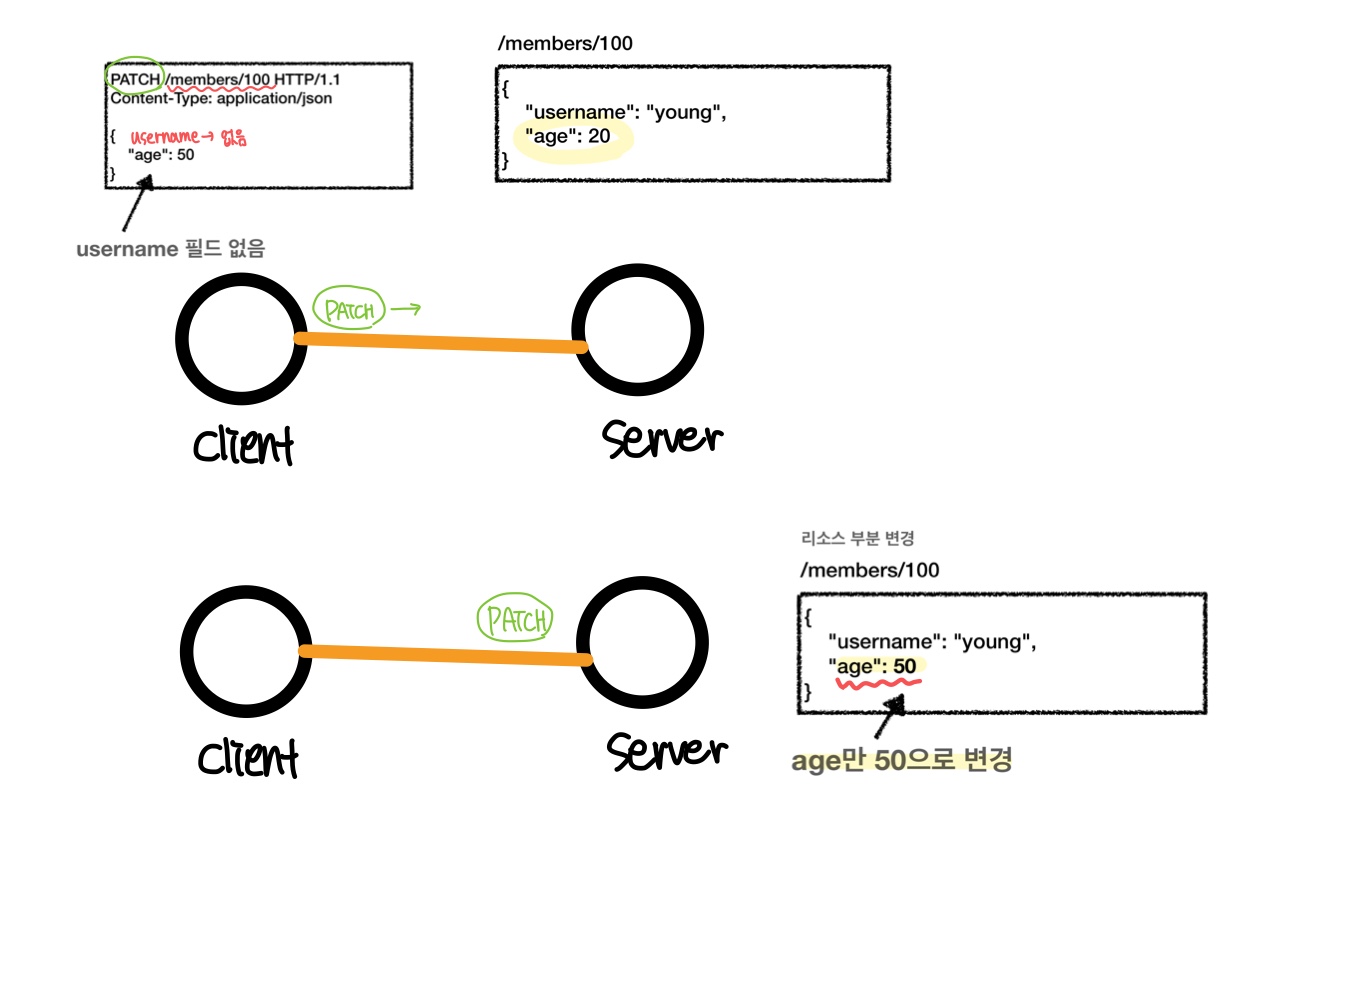 /members/100
PATCH /members/100 HTTP/1.1
Content-Type: application/json
{ username → 없음
"age": 50
}
username 필드 없음
{
"username": "young",
"age": 20
}
PATCH →
Client
Server
PATCH
Client
Server
리소스 부분 변경
/members/100
{
"username": "young",
"age": 50
}
age만 50으로 변경